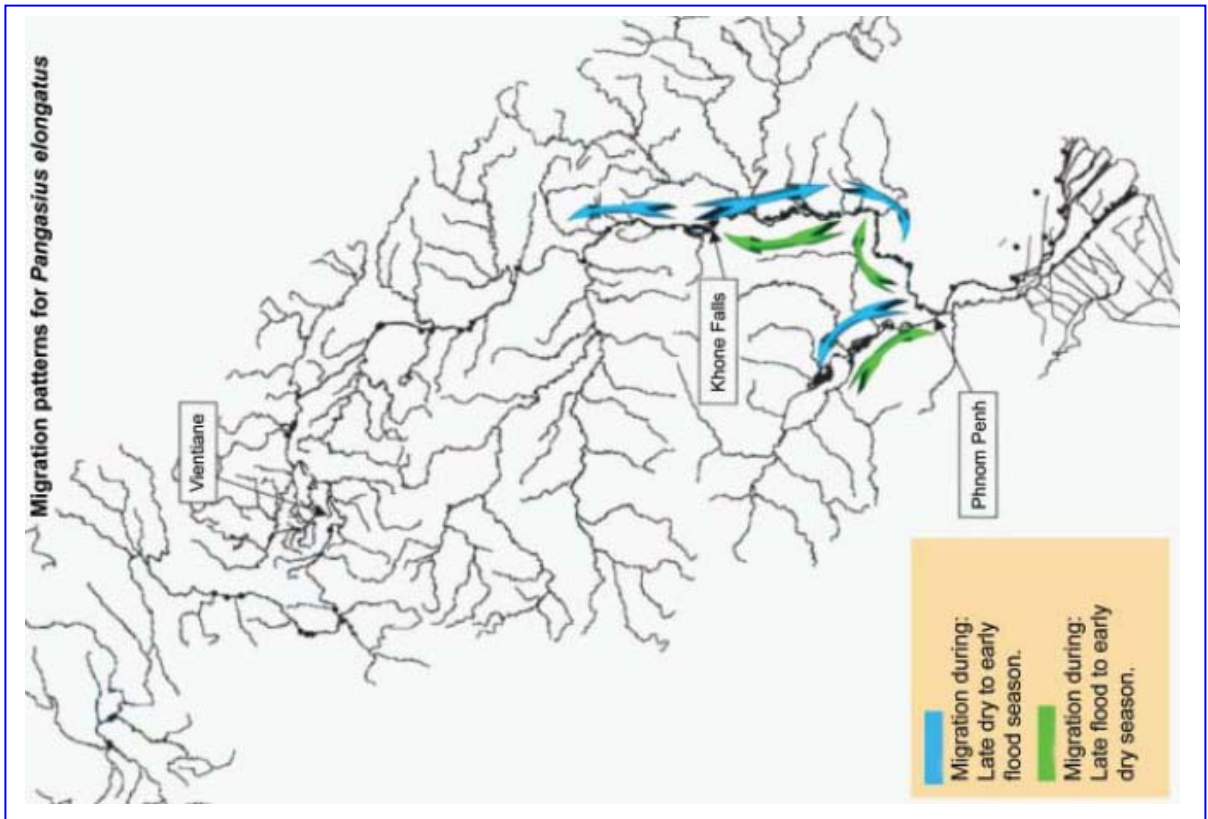 Migration patterns for Pangasius elongatus
Vientiane
Khone Falls
Phnom Penh
Migration during:
Late dry to early
flood season.
Migration during:
Late flood to early
dry season.